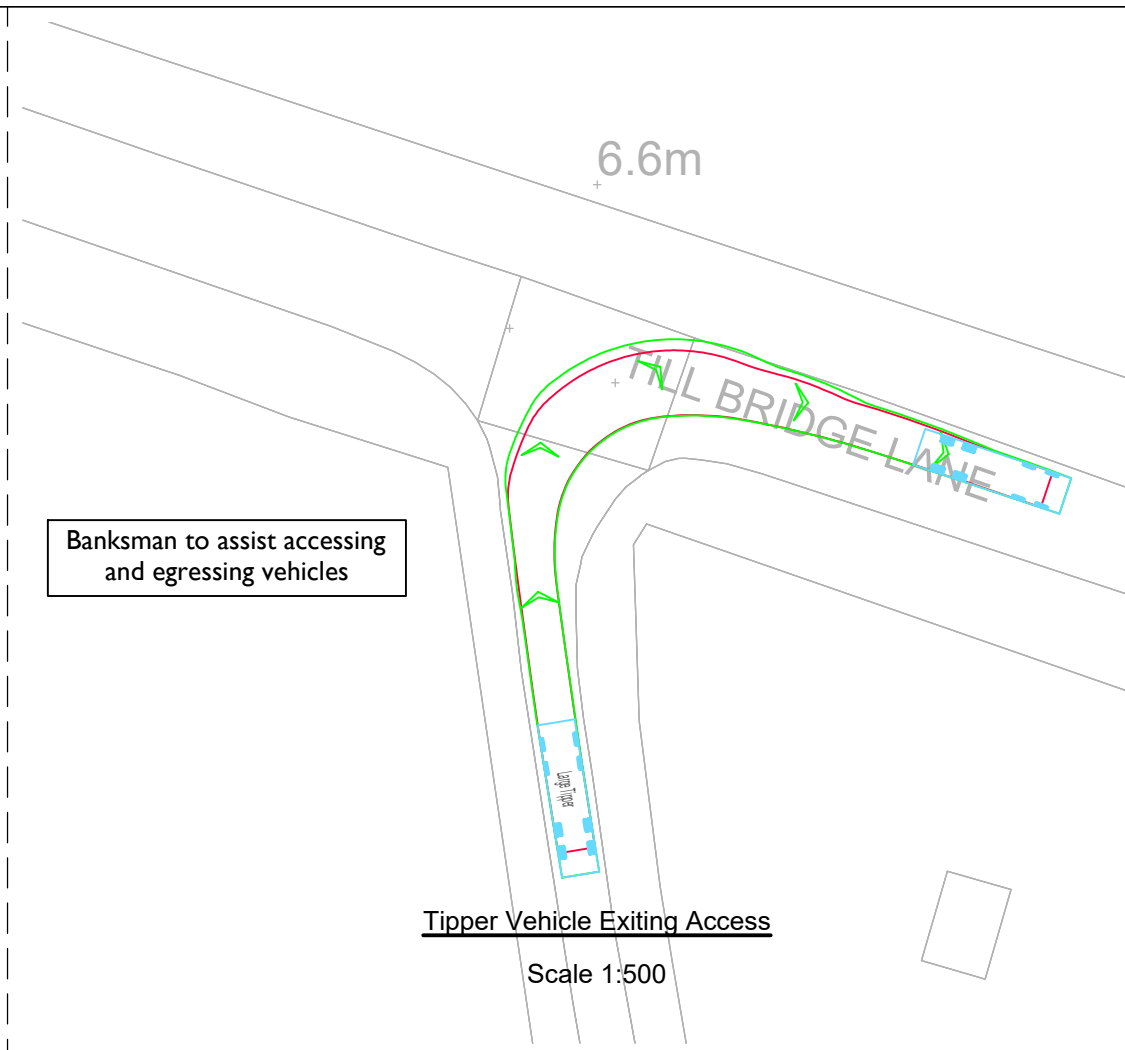 6.6m
TILL BRIDGE LANE
Banksman to assist accessing
and egressing vehicles
Large Tipper
Tipper Vehicle Exiting Access
Scale 1:500